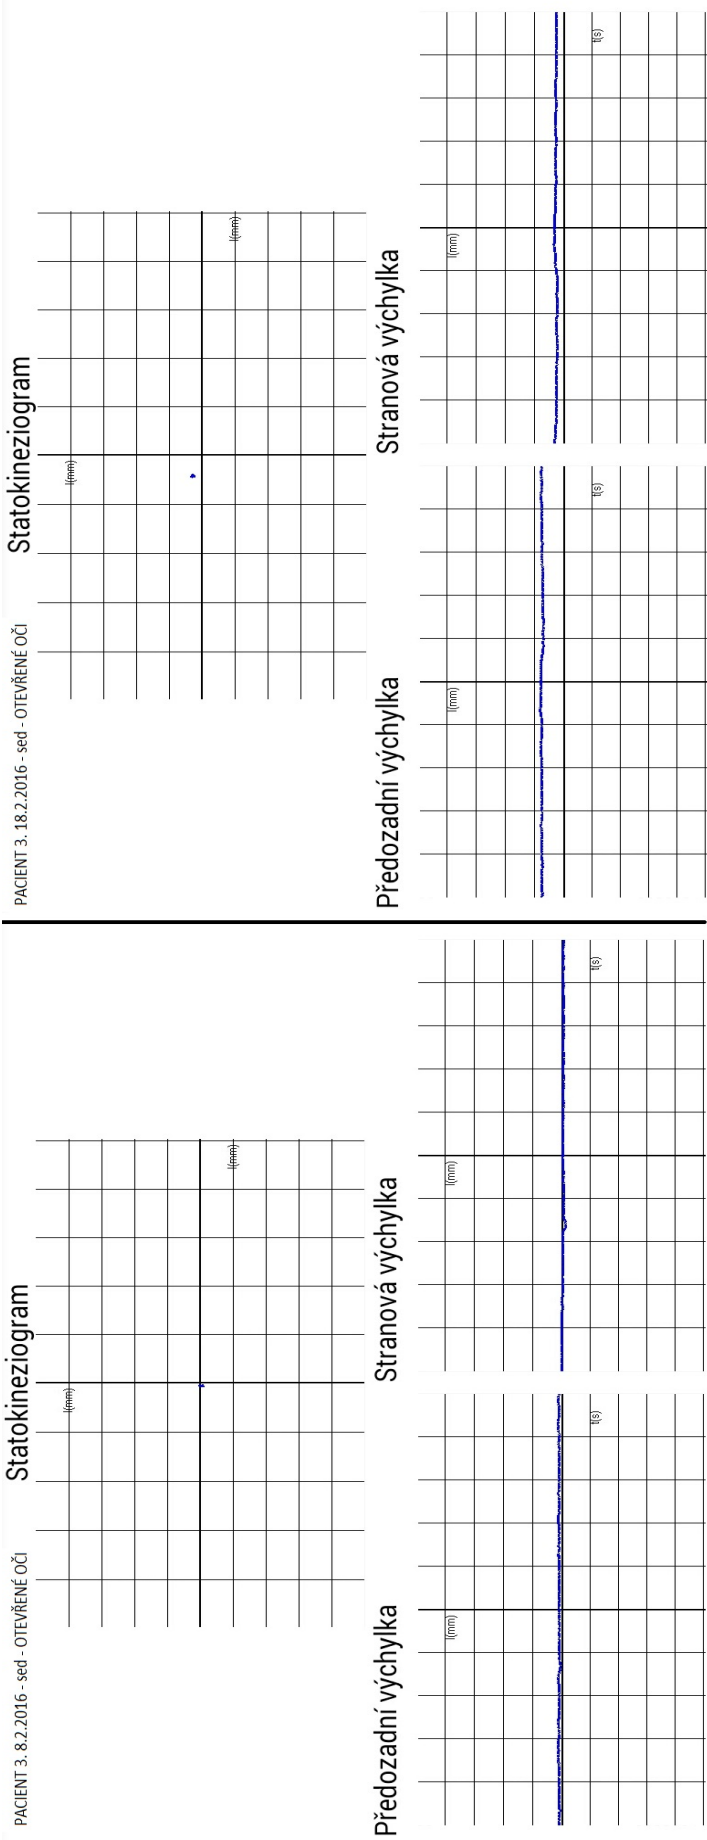 PACIENT 3. 8.2.2016 - sed - OTEVŘENÉ OČI
Statokineziogram
l(mm)
l(mm)
Předozadní výchylka
Stranová výchylka
l(mm)
l(mm)
t(s)
t(s)
PACIENT 3. 18.2.2016 - sed - OTEVŘENÉ OČI
Statokineziogram
l(mm)
l(mm)
Předozadní výchylka
Stranová výchylka
l(mm)
l(mm)
t(s)
t(s)